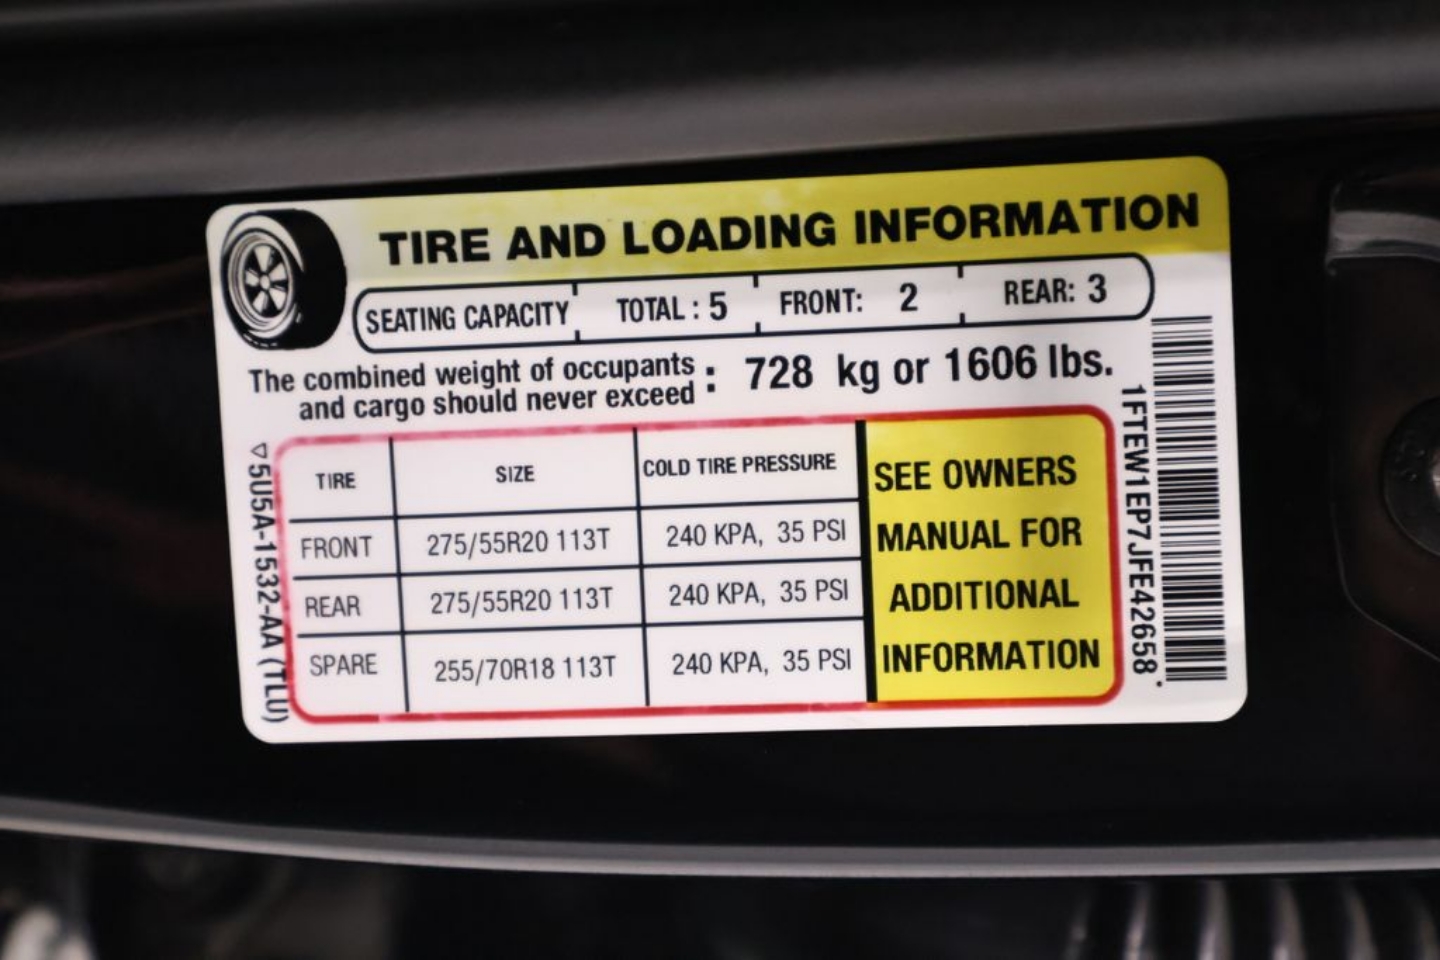 TIRE AND LOADING INFORMATION
SEATING CAPACITY TOTAL : 5 FRONT: 2 REAR: 3
The combined weight of occupants
and cargo should never exceed : 728 kg or 1606 lbs.
TIRE SIZE COLD TIRE PRESSURE
FRONT 275/55R20 113T 240 KPA, 35 PSI
REAR 275/55R20 113T 240 KPA, 35 PSI
SPARE 255/70R18 113T 240 KPA, 35 PSI
SEE OWNERS
MANUAL FOR
ADDITIONAL
INFORMATION
5U5A-1532-AA (TLU)
1FTEW1EP7JFE42658